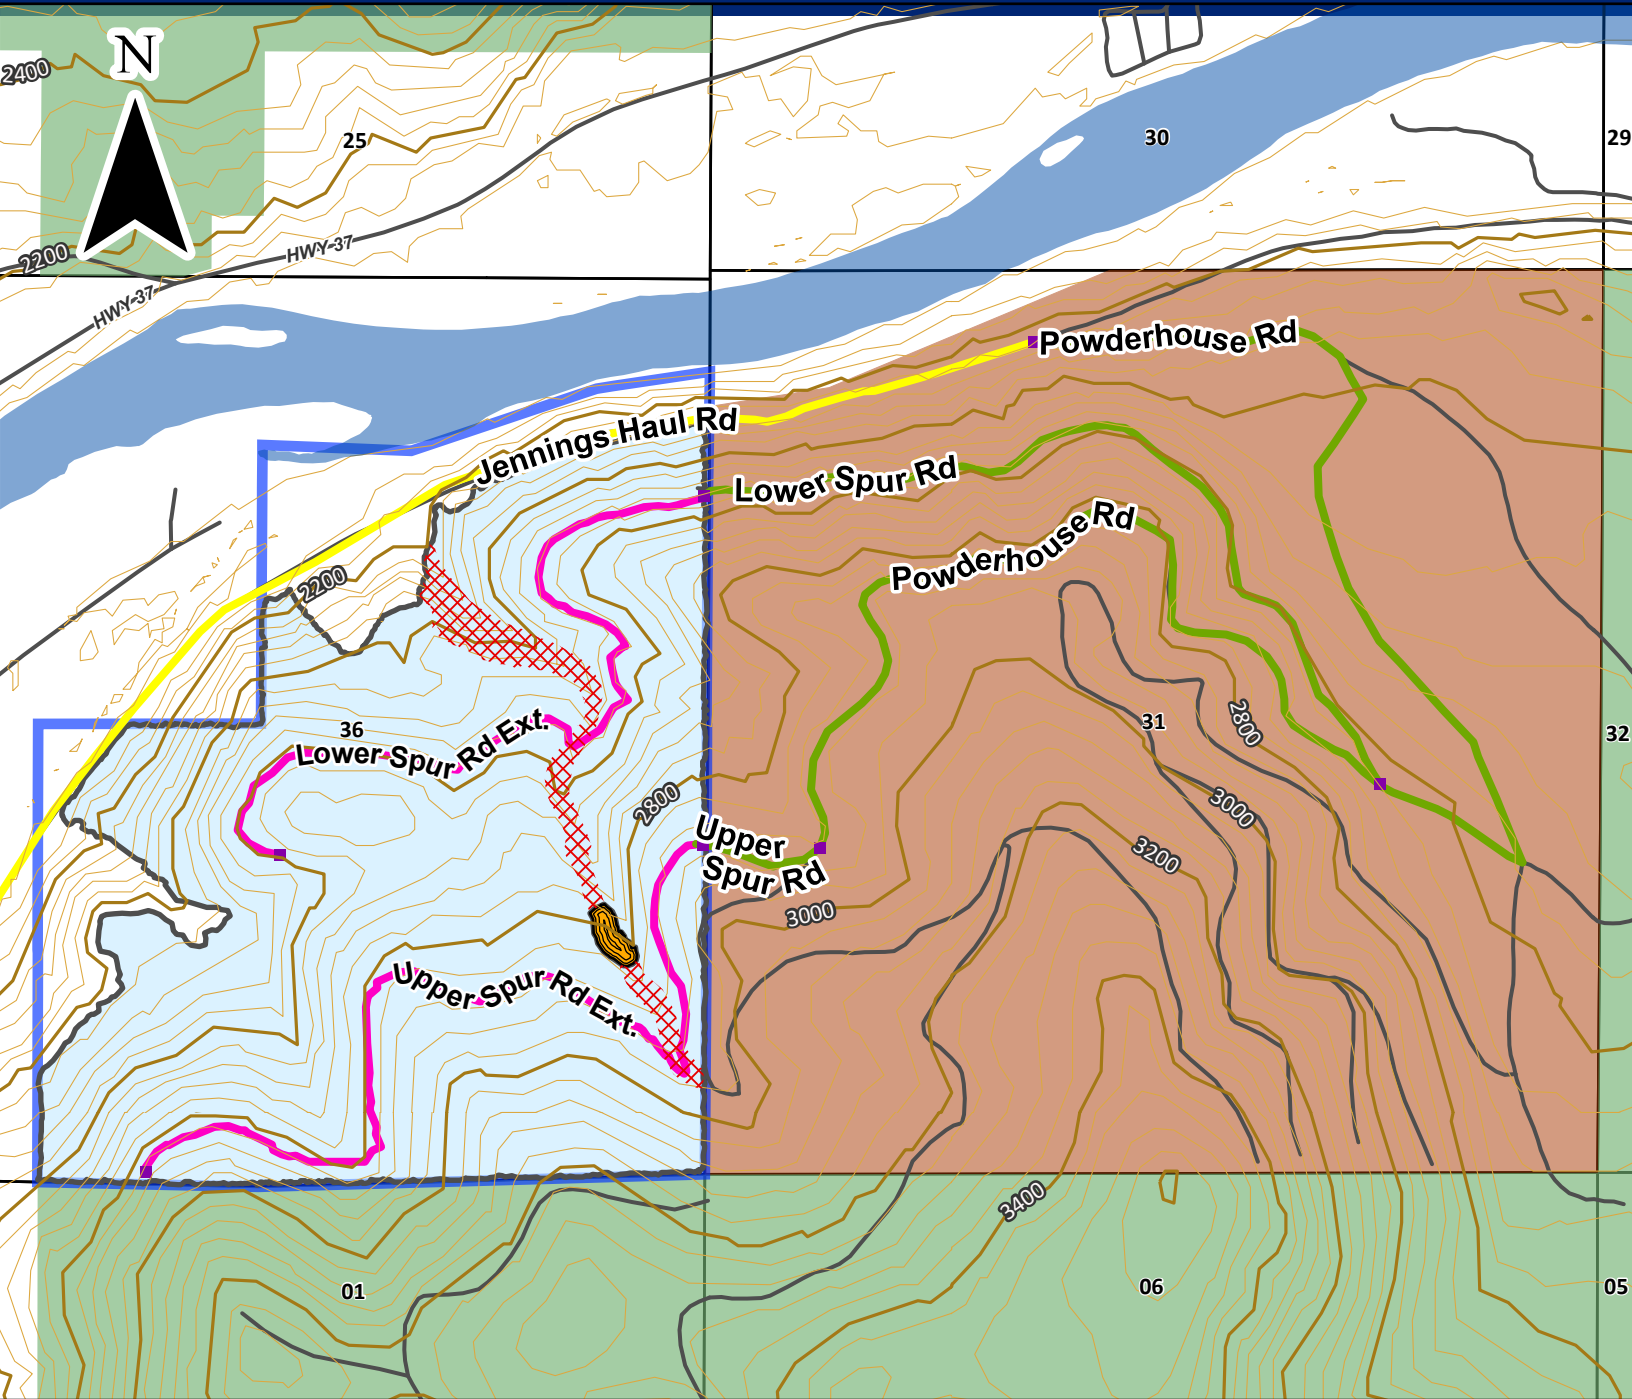 N
2400
25
30
29
2200
HWY 37
HWY 37
Powderhouse Rd
Jennings Haul Rd
Lower Spur Rd
Powderhouse Rd
2200
36
Lower Spur Rd Ext.
31
2800
32
2800
3000
Upper
Spur Rd
3200
3000
Upper Spur Rd Ext.
3400
01
06
05